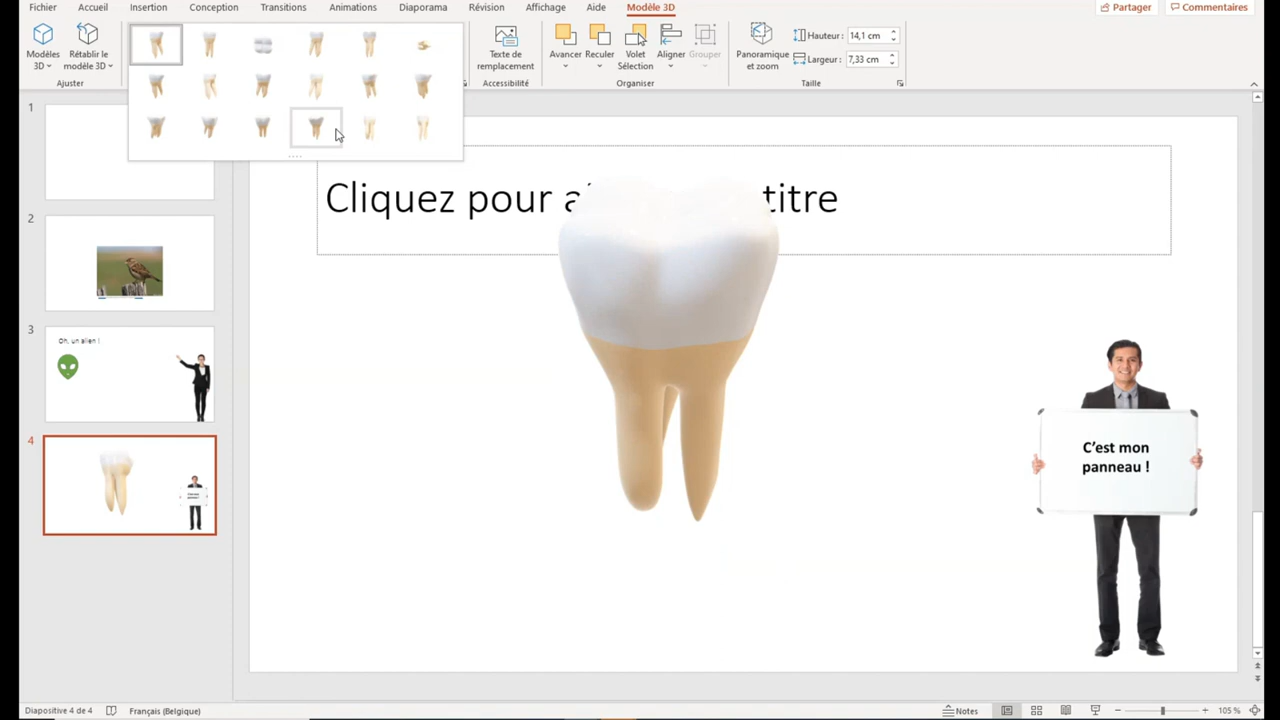 Fichier Accueil Insertion Conception Transitions Animations Diaporama Révision Affichage Aide Modèle 3D Partager Commentaires
Modèles 3D
Rétablir le modèle 3D
Texte de remplacement
Avancer
Reculer
Volet Sélection
Aligner
Grouper
Panoramique et zoom
Hauteur : 14,1 cm
Largeur : 7,33 cm
Ajuster
Accessibilité
Organiser
Taille
1
2
3
Oh, un alien !
4
Cliquez pour titre
C'est mon
panneau !
Diapositive 4 de 4 Français (Belgique) Notes 105 %